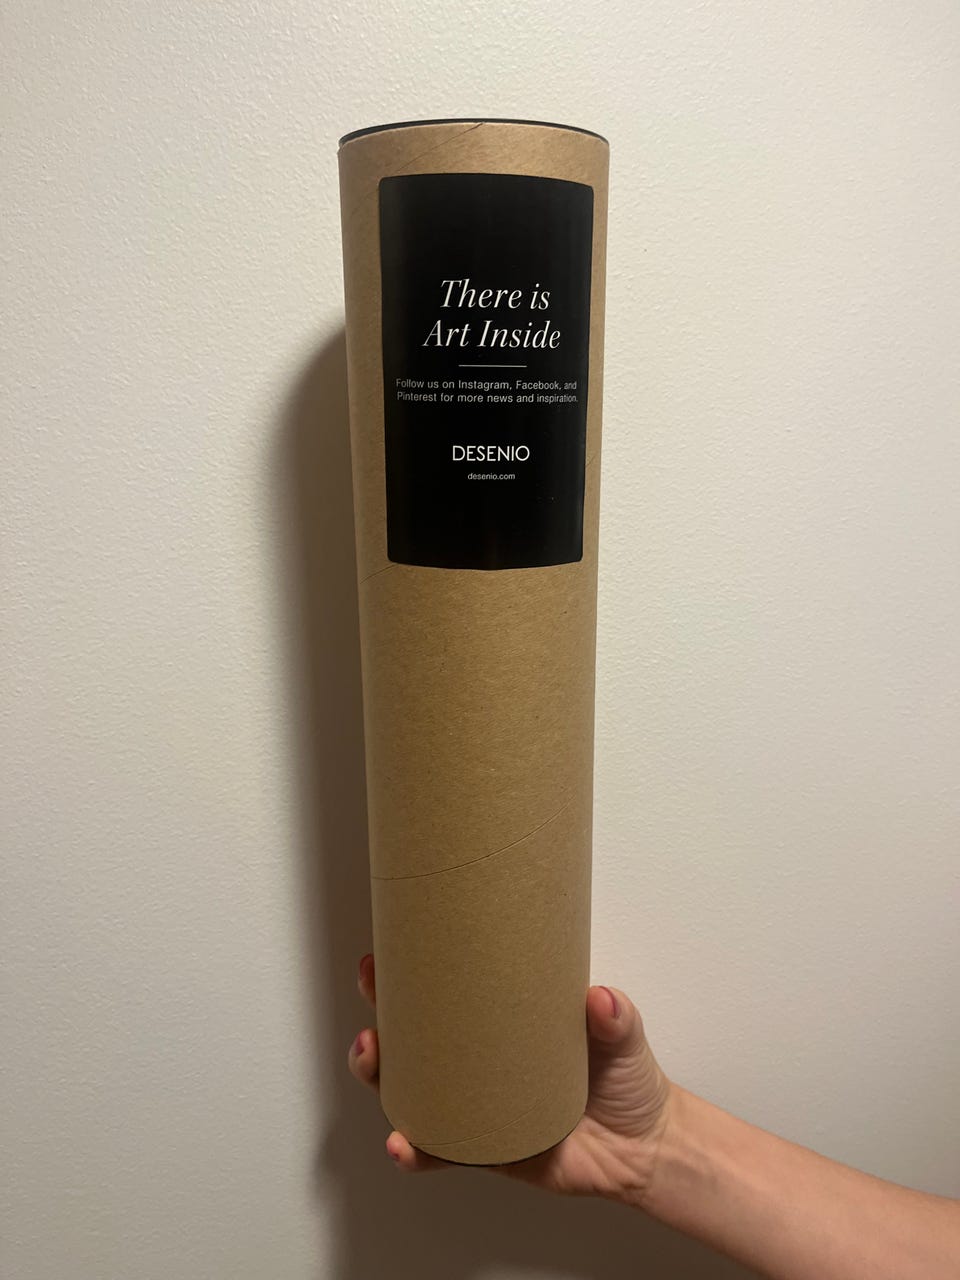 There is
Art Inside
Follow us on Instagram, Facebook, and
Pinterest for more news and inspiration.
DESENIO
desenio.com